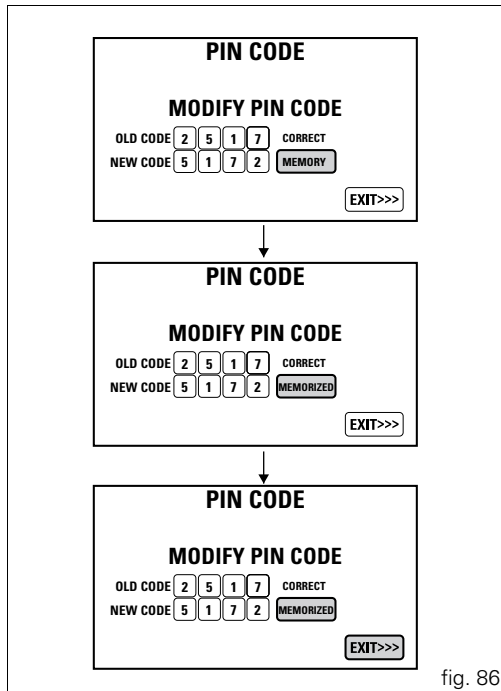 PIN CODE
MODIFY PIN CODE
OLD CODE 2 5 1 7 CORRECT
NEW CODE 5 1 7 2 MEMORY
EXIT>>>
PIN CODE
MODIFY PIN CODE
OLD CODE 2 5 1 7 CORRECT
NEW CODE 5 1 7 2 MEMORIZED
EXIT>>>
PIN CODE
MODIFY PIN CODE
OLD CODE 2 5 1 7 CORRECT
NEW CODE 5 1 7 2 MEMORIZED
EXIT>>>
fig. 86